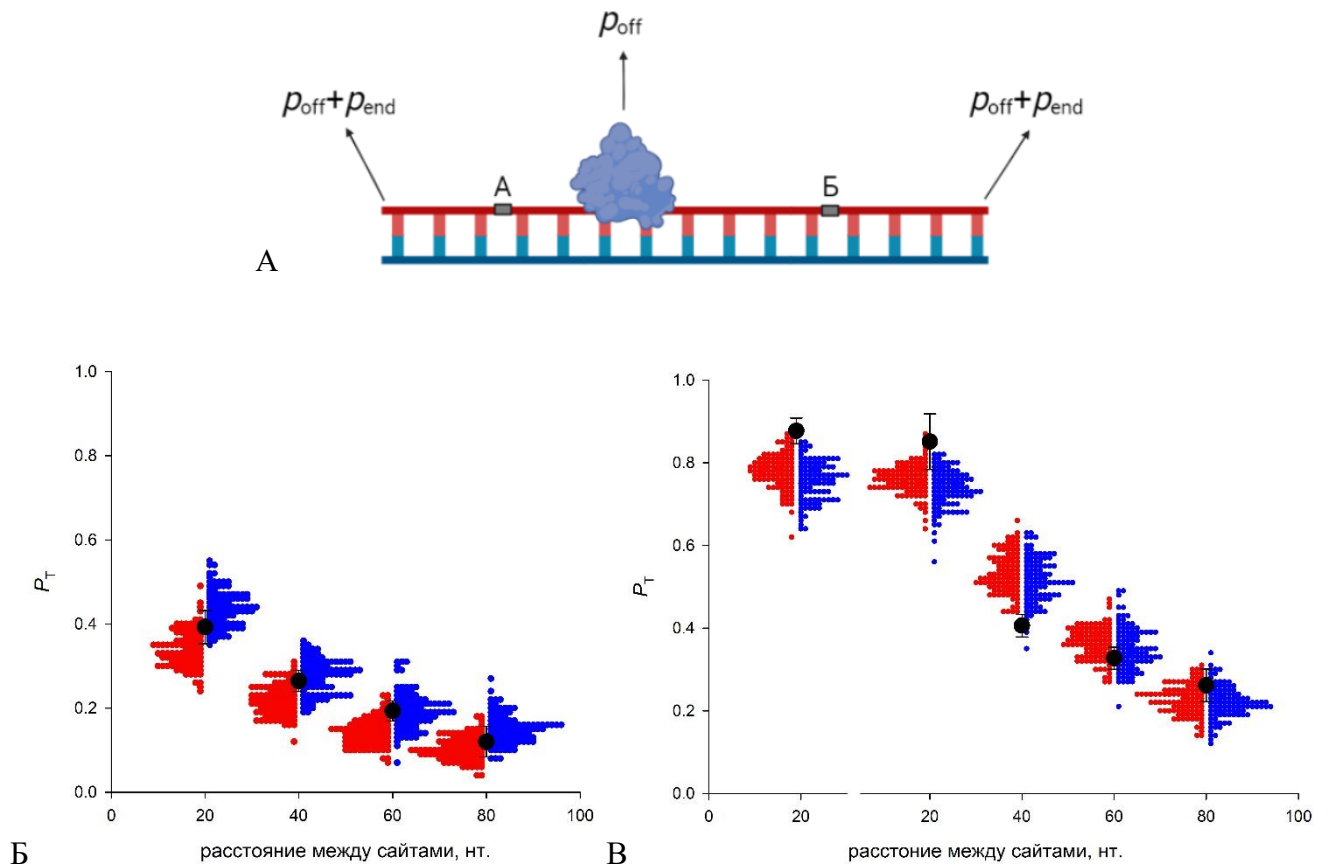 p_off
p_off+p_end
p_off+p_end
А
Б
А
1.0
0.8
0.6
0.4
0.2
0.0
P_T
0
20
40
60
80
100
расстояние между сайтами, нт.
Б
1.0
0.8
0.6
0.4
0.2
0.0
P_T
0
20
20
40
60
80
100
расстоние между сайтами, нт.
В